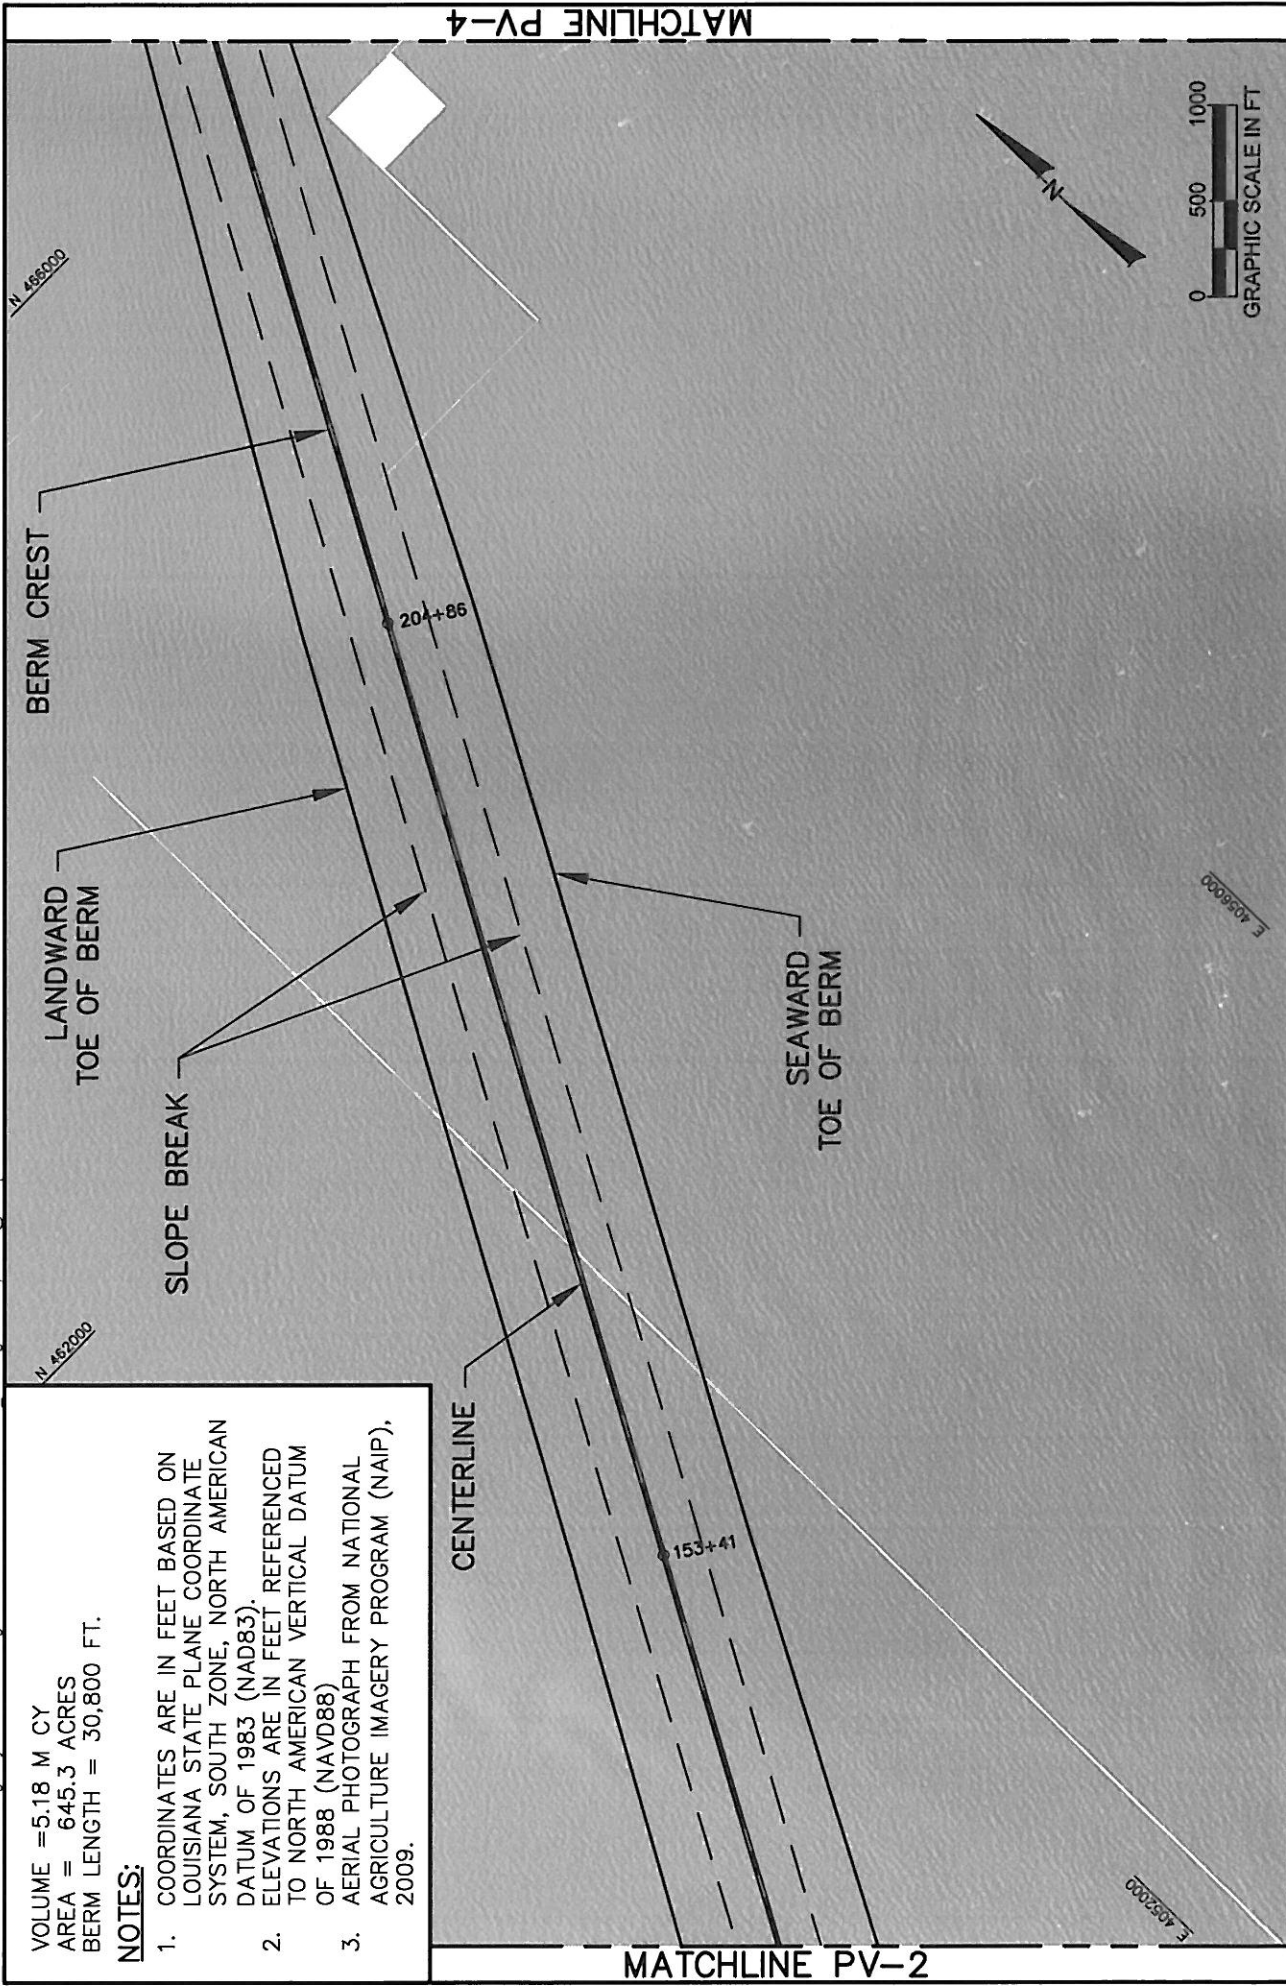 VOLUME =5.18 M CY
AREA = 645.3 ACRES
BERM LENGTH = 30,800 FT.
NOTES:
1. COORDINATES ARE IN FEET BASED ON
LOUISIANA STATE PLANE COORDINATE
SYSTEM, SOUTH ZONE, NORTH AMERICAN
DATUM OF 1983 (NAD83).
2. ELEVATIONS ARE IN FEET REFERENCED
TO NORTH AMERICAN VERTICAL DATUM
OF 1988 (NAVD88)
3. AERIAL PHOTOGRAPH FROM NATIONAL
AGRICULTURE IMAGERY PROGRAM (NAIP),
2009.
N 462000
N 466000
LANDWARD
TOE OF BERM
BERM CREST
SLOPE BREAK
CENTERLINE
204+86
153+41
SEAWARD
TOE OF BERM
E 4052000
E 4056000
N
0 500 1000
GRAPHIC SCALE IN FT
MATCHLINE PV-2
MATCHLINE PV-4